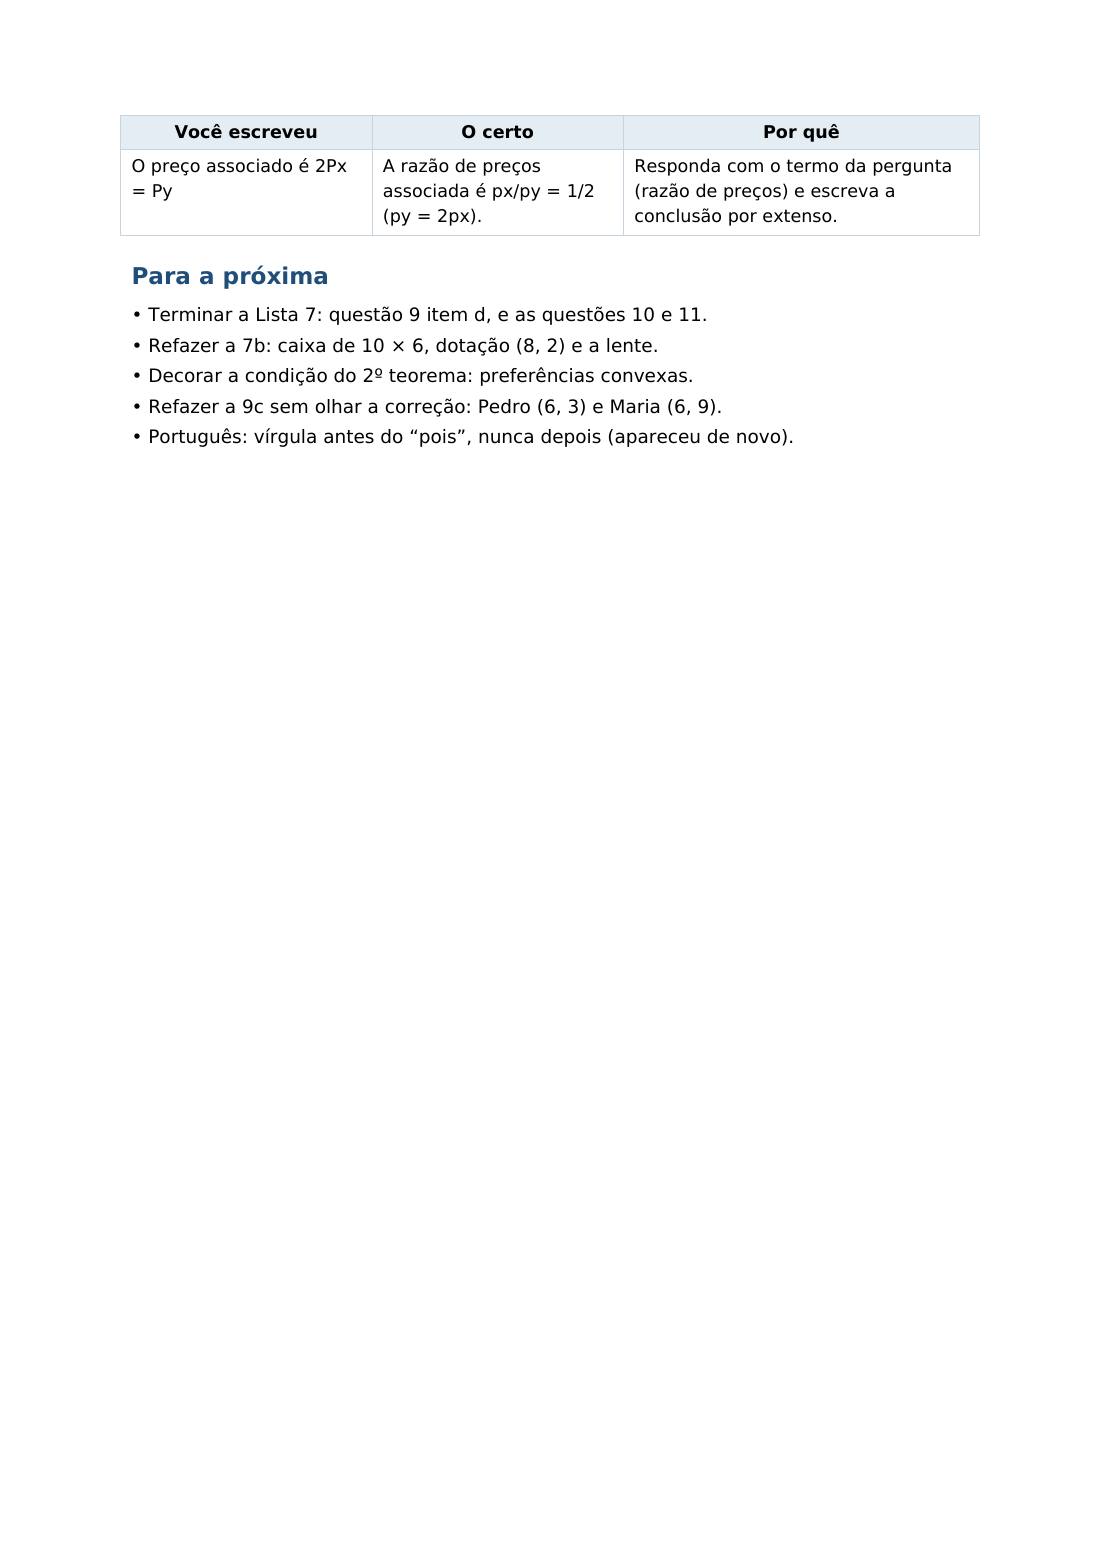 Você escreveu O certo Por quê
O preço associado é 2Px
= Py
A razão de preços
associada é px/py = 1/2
(py = 2px).
Responda com o termo da pergunta
(razão de preços) e escreva a
conclusão por extenso.
Para a próxima
• Terminar a Lista 7: questão 9 item d, e as questões 10 e 11.
• Refazer a 7b: caixa de 10 × 6, dotação (8, 2) e a lente.
• Decorar a condição do 2º teorema: preferências convexas.
• Refazer a 9c sem olhar a correção: Pedro (6, 3) e Maria (6, 9).
• Português: vírgula antes do “pois”, nunca depois (apareceu de novo).